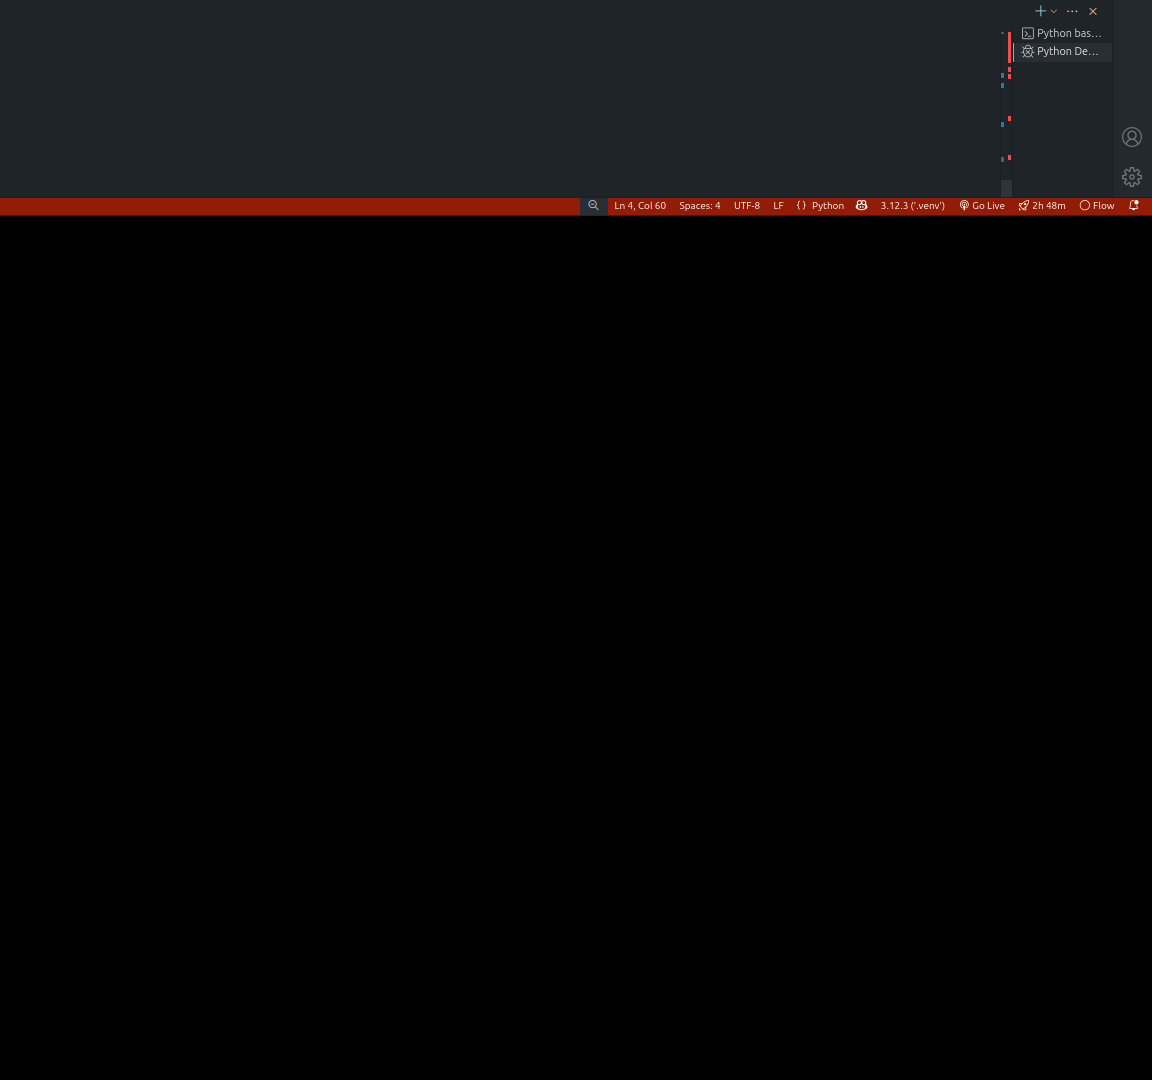 Python bas...
Python De...
Ln 4, Col 60 Spaces: 4 UTF-8 LF {} Python 3.12.3 ('.venv') Go Live 2h 48m Flow